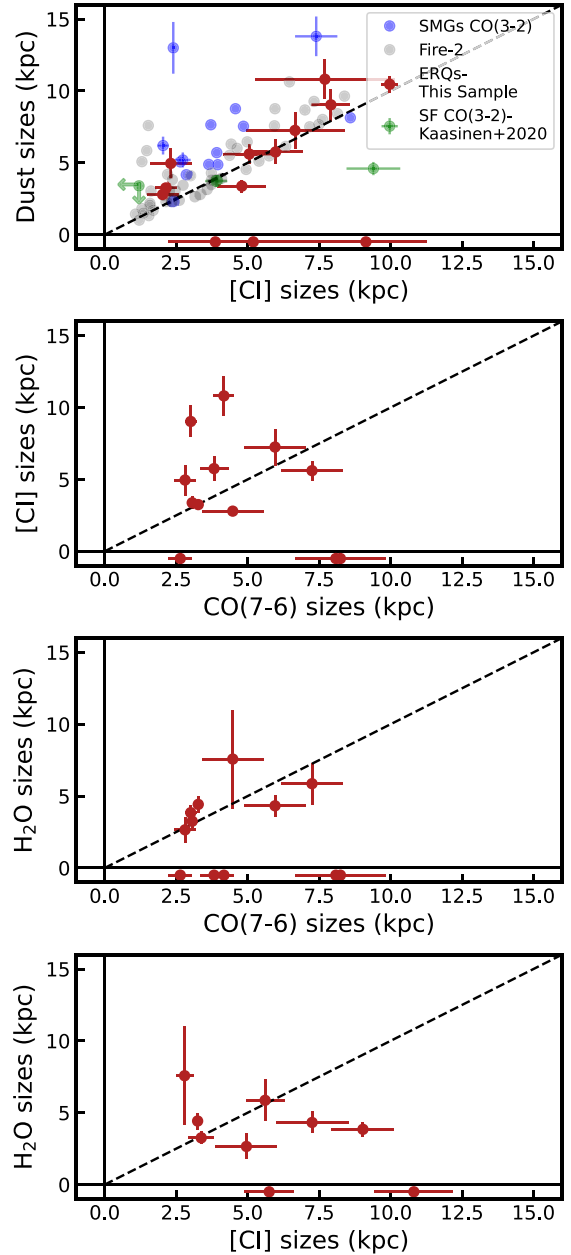 15
10
5
0
Dust sizes (kpc)
SMGs CO(3-2)
Fire-2
ERQs-
This Sample
SF CO(3-2)-
Kaasinen+2020
0.0 2.5 5.0 7.5 10.0 12.5 15.0
[CI] sizes (kpc)
15
10
5
0
[CI] sizes (kpc)
0.0 2.5 5.0 7.5 10.0 12.5 15.0
CO(7-6) sizes (kpc)
15
10
5
0
H₂O sizes (kpc)
0.0 2.5 5.0 7.5 10.0 12.5 15.0
CO(7-6) sizes (kpc)
15
10
5
0
H₂O sizes (kpc)
0.0 2.5 5.0 7.5 10.0 12.5 15.0
[CI] sizes (kpc)